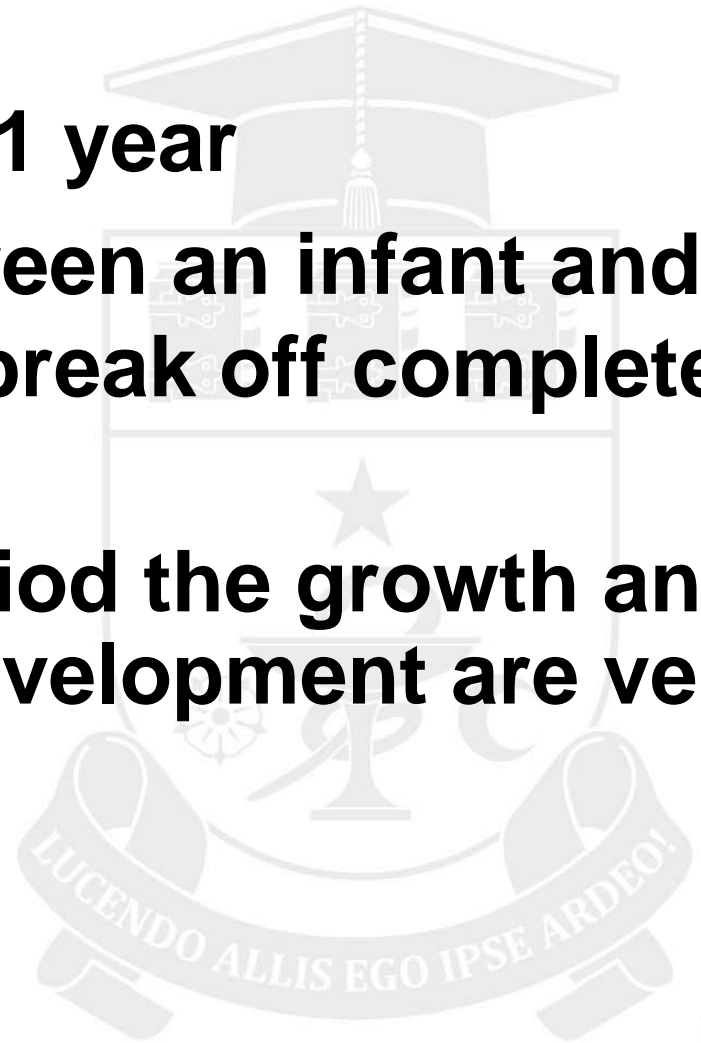 1 year
een an infant and
break off complete
iod the growth an
velopment are ve
LUCENDO ALLIS EGO IPSE ARDEO!